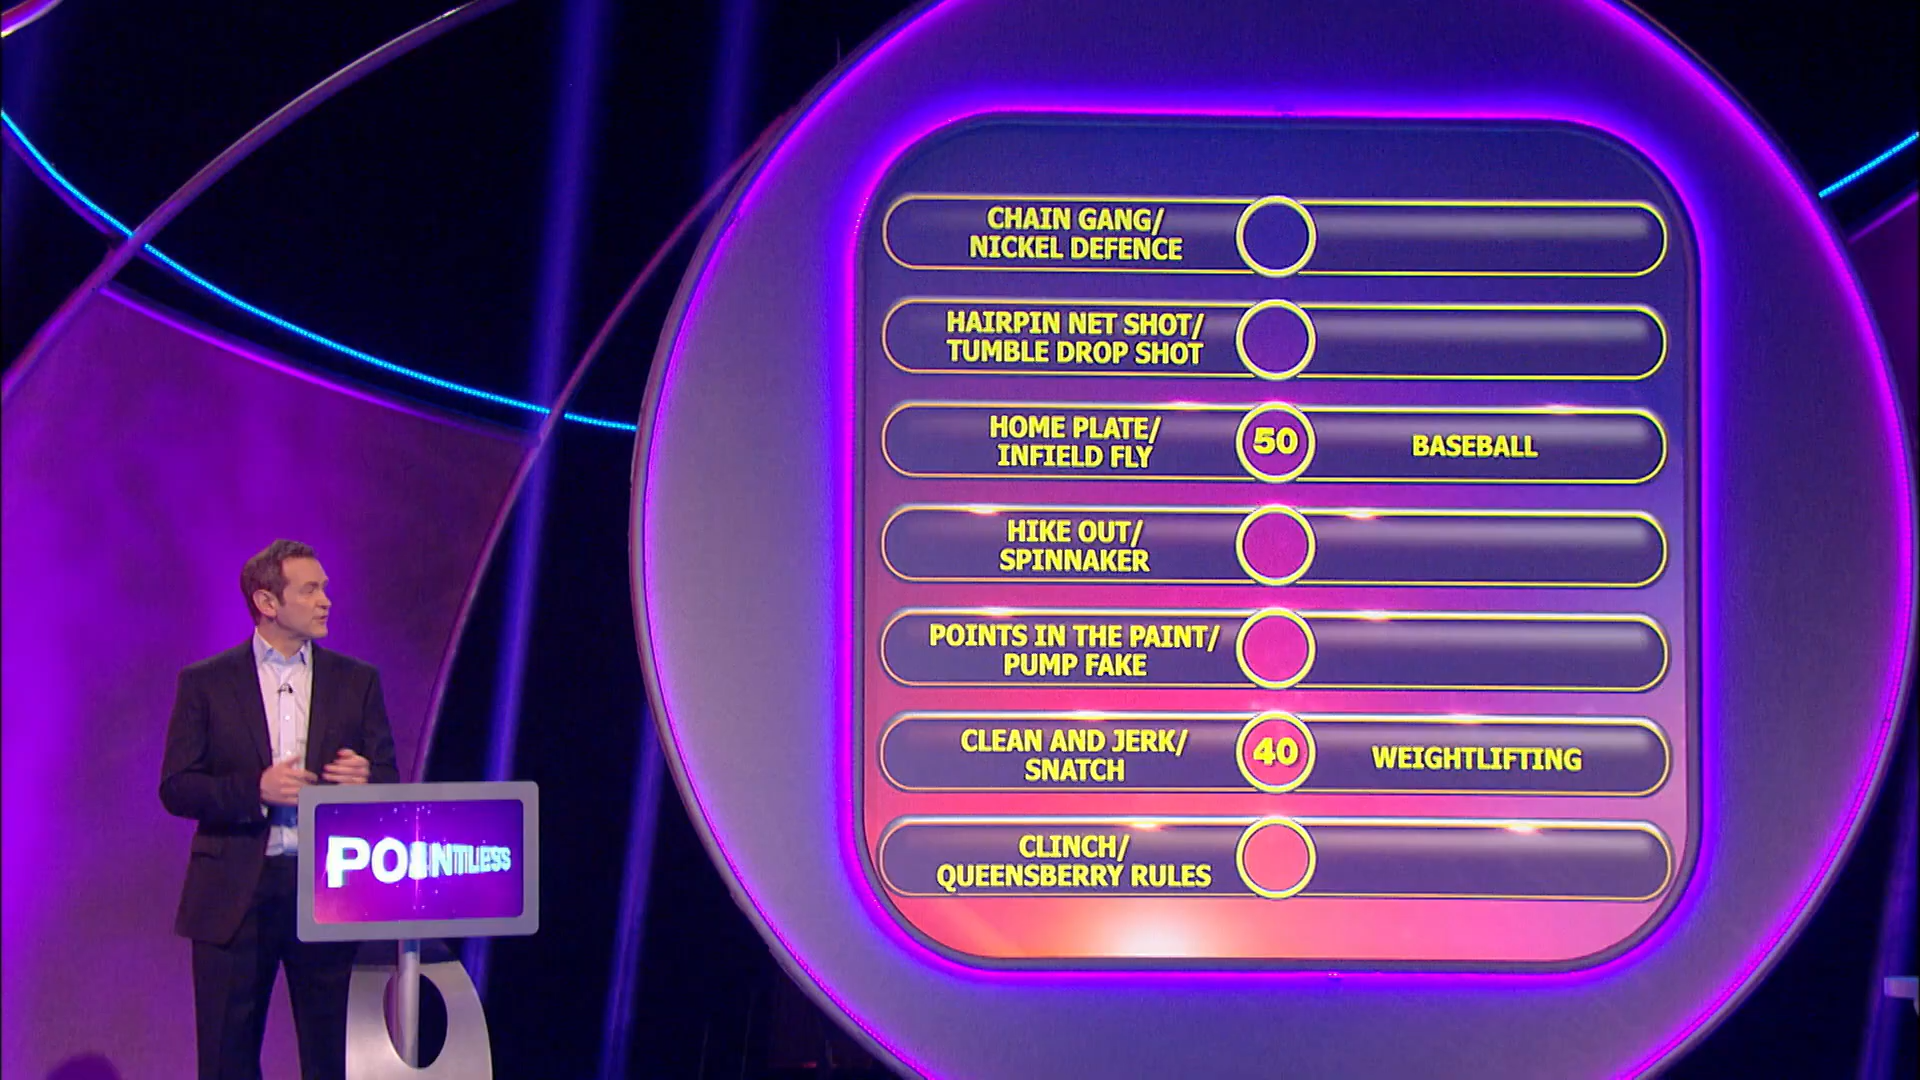 CHAIN GANG/
NICKEL DEFENCE
HAIRPIN NET SHOT/
TUMBLE DROP SHOT
HOME PLATE/
INFIELD FLY
50
BASEBALL
HIKE OUT/
SPINNAKER
POINTS IN THE PAINT/
PUMP FAKE
CLEAN AND JERK/
SNATCH
40
WEIGHTLIFTING
CLINCH/
QUEENSBERRY RULES
POINTLESS